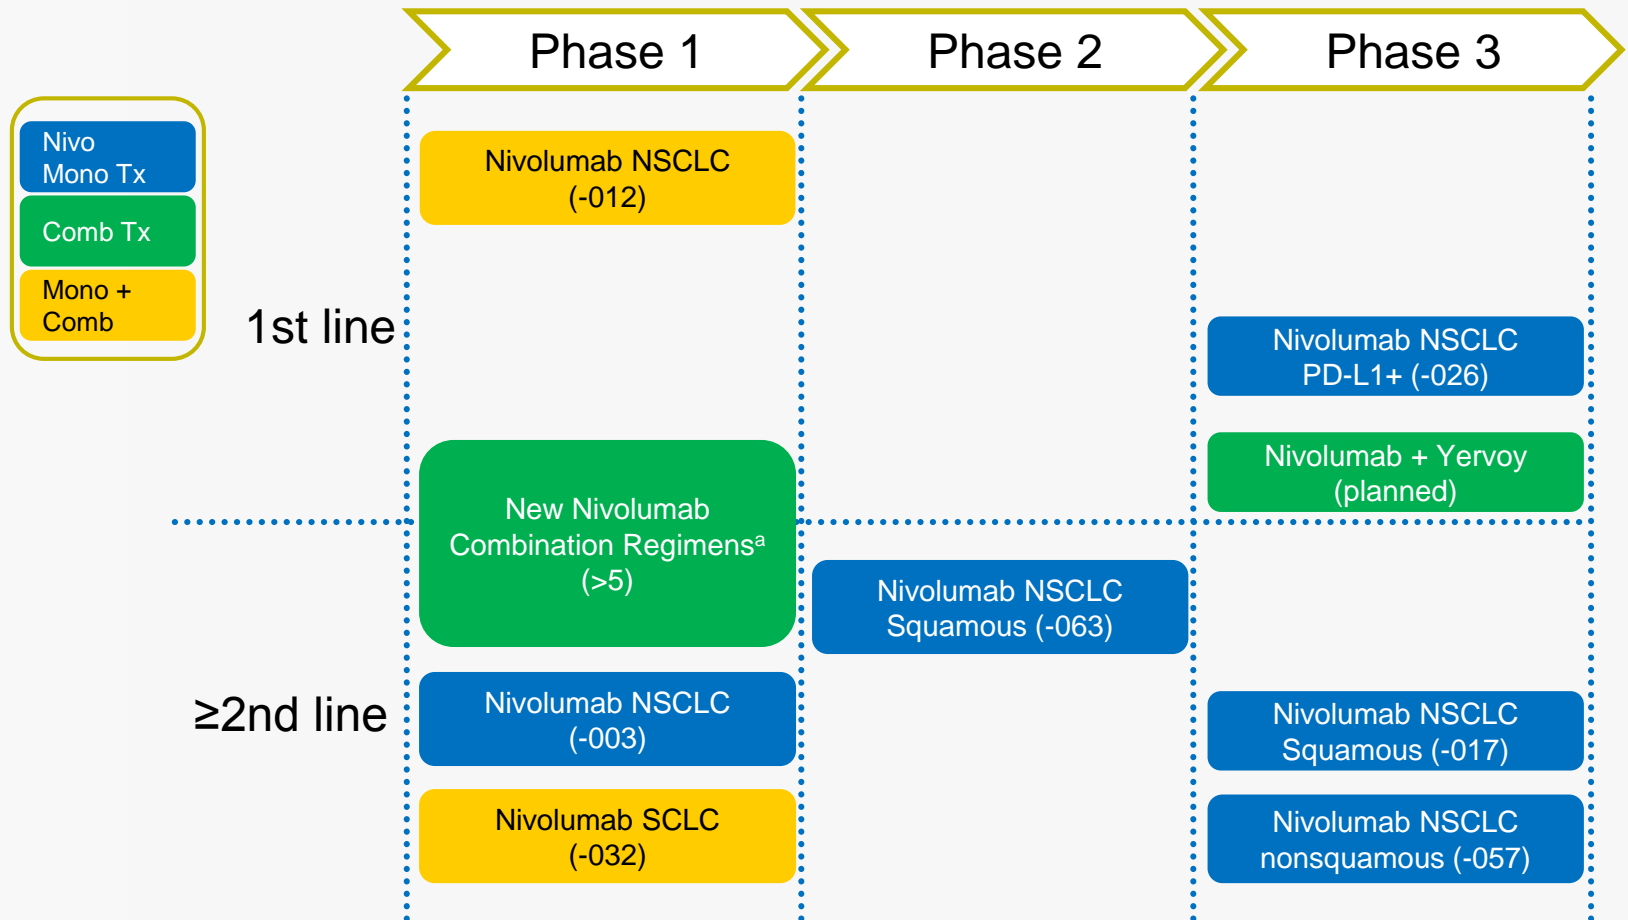 Phase 1
Phase 2
Phase 3
Nivo
Mono Tx
Comb Tx
Mono +
Comb
1st line
≥2nd line
Nivolumab NSCLC
(-012)
New Nivolumab
Combination Regimensᵃ
(>5)
Nivolumab NSCLC
(-003)
Nivolumab SCLC
(-032)
Nivolumab NSCLC
Squamous (-063)
Nivolumab NSCLC
PD-L1+ (-026)
Nivolumab + Yervoy
(planned)
Nivolumab NSCLC
Squamous (-017)
Nivolumab NSCLC
nonsquamous (-057)